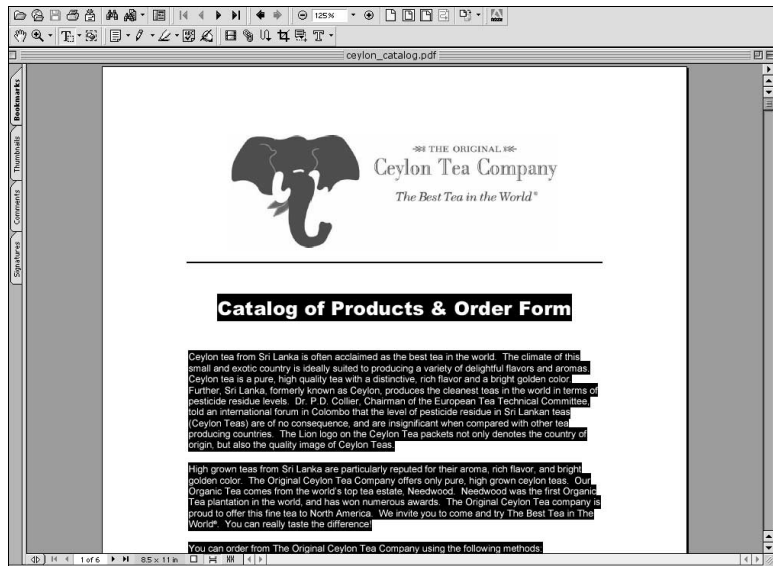 125%
ceylon_catalog.pdf
Bookmarks
Thumbnails
Comments
Signatures
THE ORIGINAL
Ceylon Tea Company
The Best Tea in the World®
Catalog of Products & Order Form
Ceylon tea from Sri Lanka is often acclaimed as the best tea in the world. The climate of this
small and exotic country is ideally suited to producing a variety of delightful flavors and aromas.
Ceylon tea is a pure, high quality tea with a distinctive, rich flavor and a bright golden color.
Further, Sri Lanka, formerly known as Ceylon, produces the cleanest teas in the world in terms of
pesticide residue levels. Dr. P.D. Collier, Chairman of the European Tea Technical Committee,
told an international forum in Colombo that the level of pesticide residue in Sri Lankan teas
(Ceylon Teas) are of no consequence, and are insignificant when compared with other tea
producing countries. The Lion logo on the Ceylon Tea packets not only denotes the country of
origin, but also the quality image of Ceylon Teas.
High grown teas from Sri Lanka are particularly reputed for their aroma, rich flavor, and bright
golden color. The Original Ceylon Tea Company offers only pure, high grown ceylon teas. Our
Organic Tea comes from the world's top tea estate, Needwood. Needwood was the first Organic
Tea plantation in the world, and has won numerous awards. The Original Ceylon Tea company is
proud to offer this fine tea to North America. We invite you to come and try The Best Tea in The
World®. You can really taste the difference!
You can order from The Original Ceylon Tea Company using the following methods:
1 of 6
8.5 x 11 in